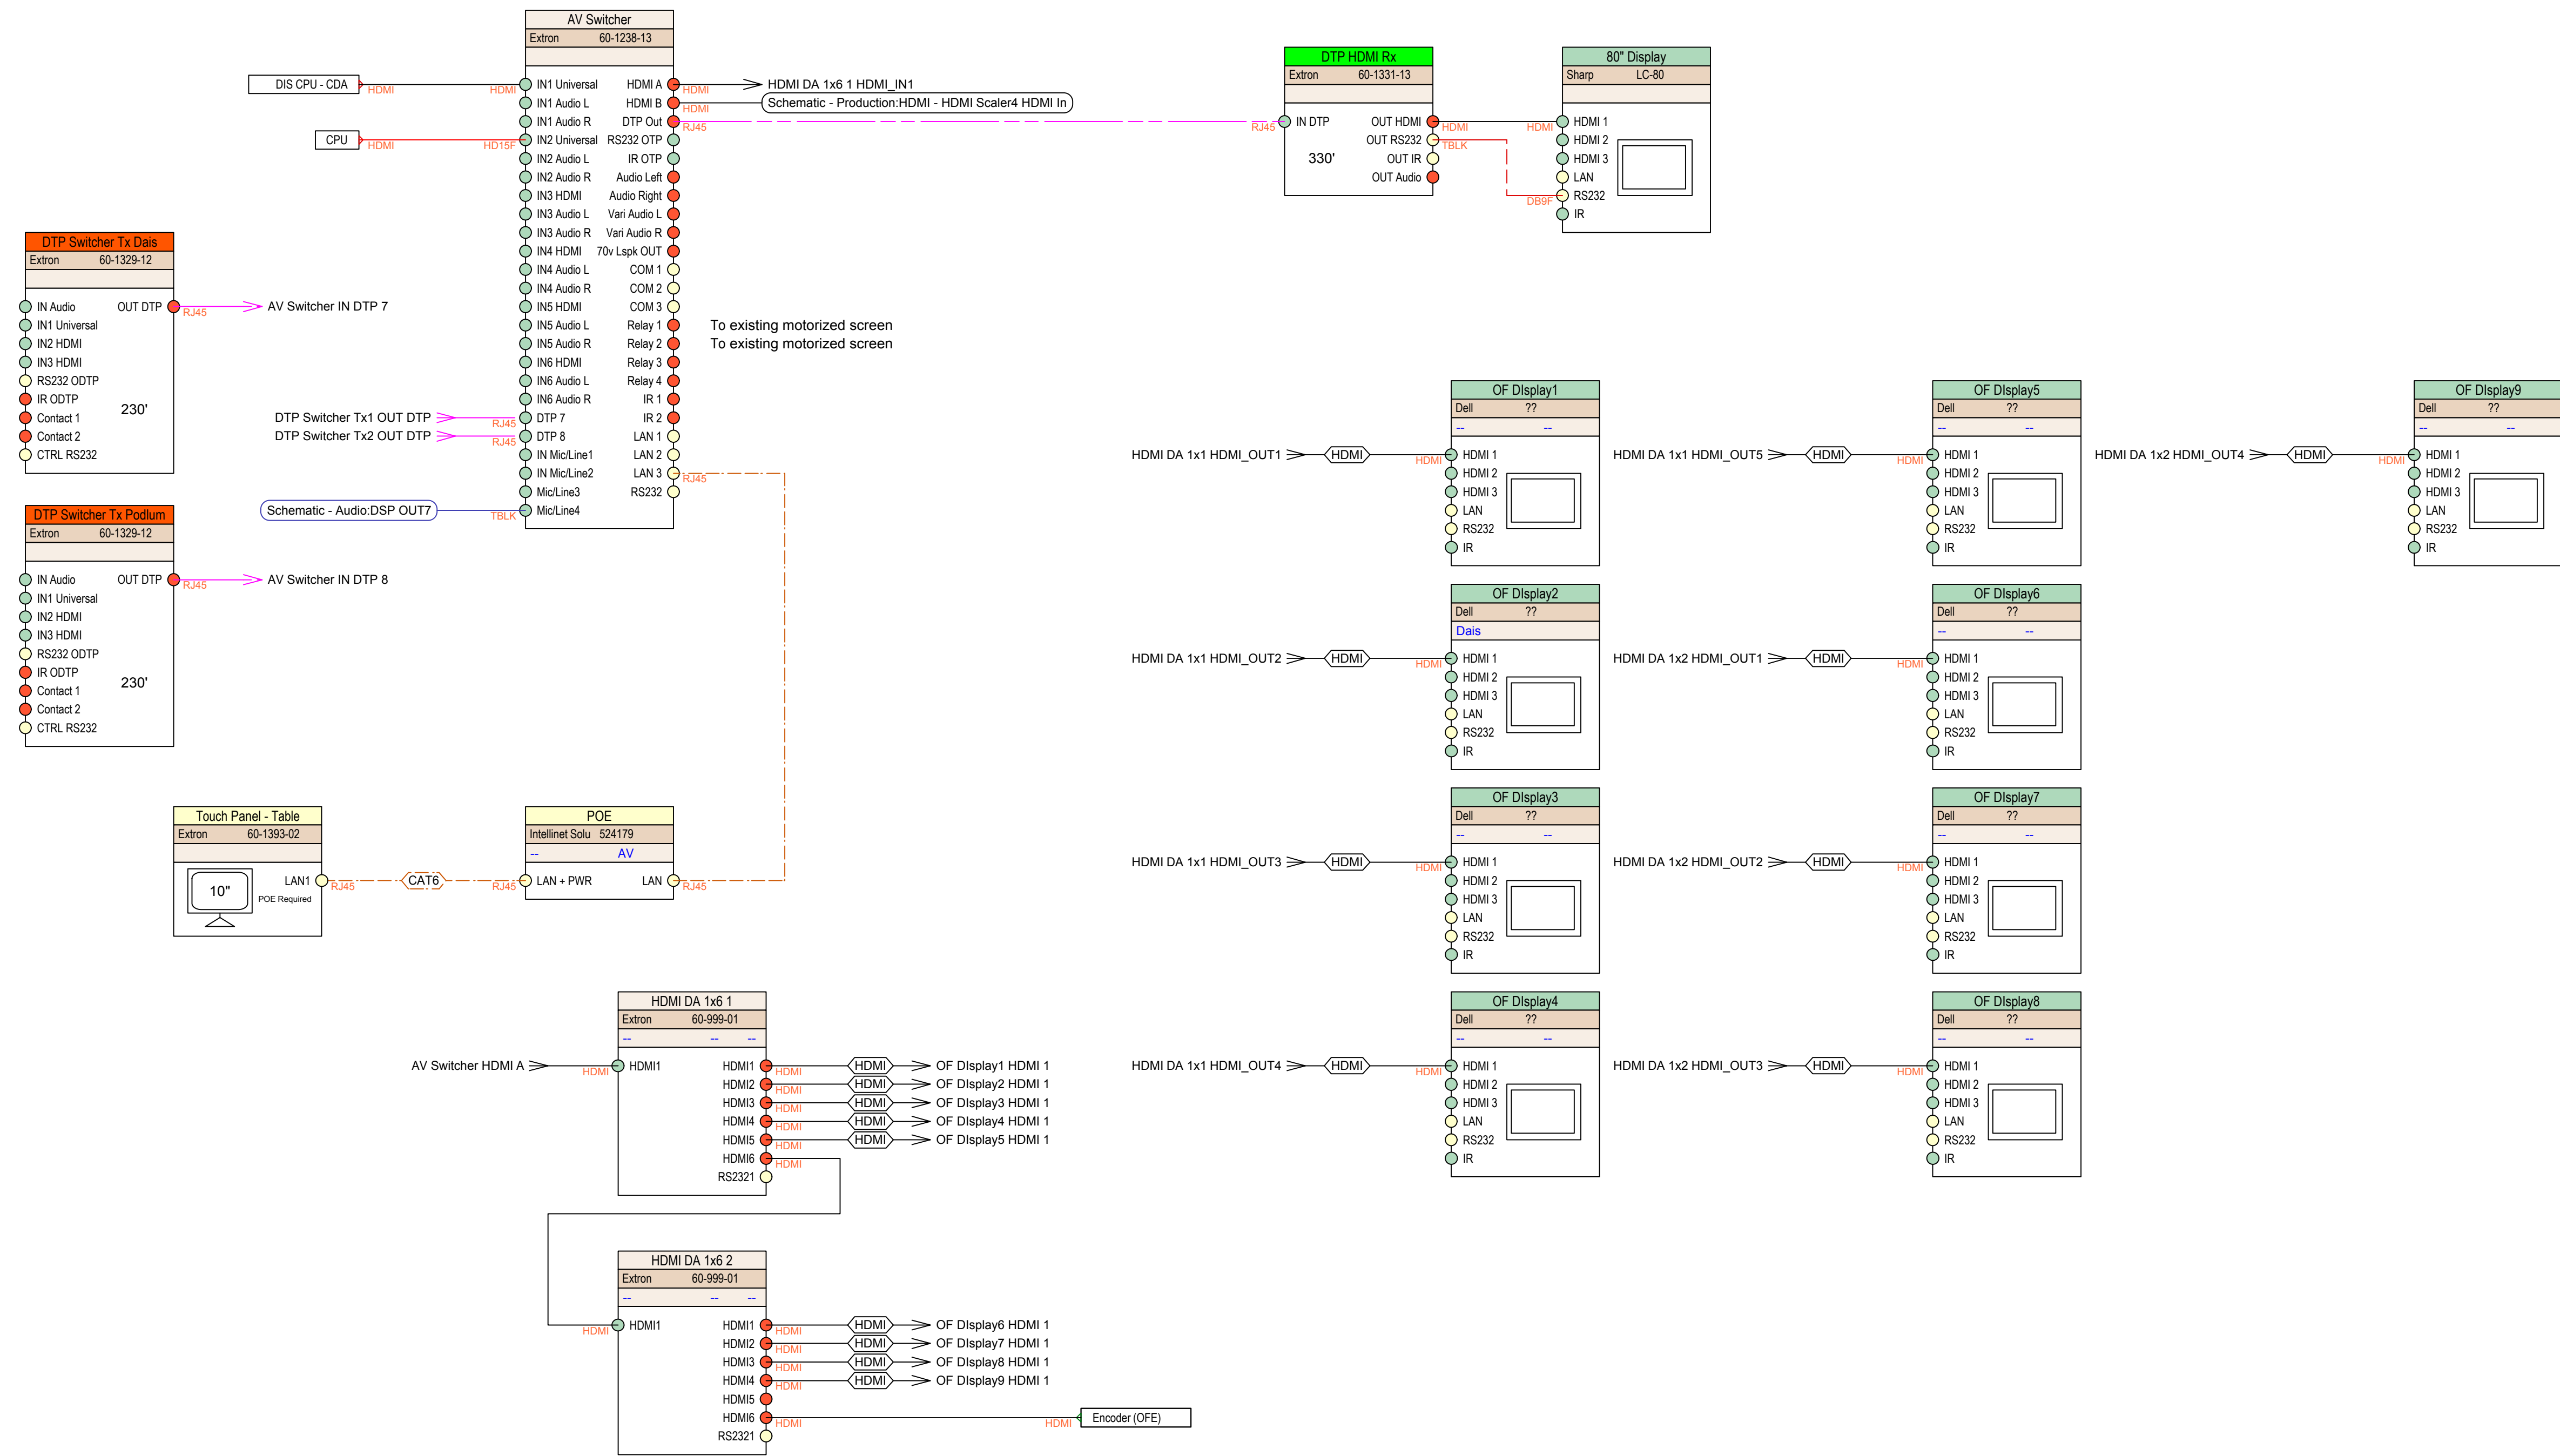 AV Switcher
Extron 60-1238-13
IN1 Universal HDMI A
IN1 Audio L HDMI B
IN1 Audio R DTP Out
IN2 Universal RS232 OTP
IN2 Audio L IR OTP
IN2 Audio R Audio Left
IN3 HDMI Audio Right
IN3 Audio L Vari Audio L
IN3 Audio R Vari Audio R
IN4 HDMI 70v Lspk OUT
IN4 Audio L COM 1
IN4 Audio R COM 2
IN5 HDMI COM 3
IN5 Audio L Relay 1
IN5 Audio R Relay 2
IN6 HDMI Relay 3
IN6 Audio L Relay 4
IN6 Audio R IR 1
DTP 7 IR 2
DTP 8 LAN 1
IN Mic/Line1 LAN 2
IN Mic/Line2 LAN 3
Mic/Line3 RS232
Mic/Line4
DIS CPU - CDA HDMI HDMI
CPU HDMI HD15F
HDMI HDMI DA 1x6 1 HDMI_IN1
HDMI Schematic - Production:HDMI - HDMI Scaler4 HDMI In
RJ45 RJ45
To existing motorized screen
To existing motorized screen
DTP Switcher Tx1 OUT DTP RJ45
DTP Switcher Tx2 OUT DTP RJ45
RJ45
Schematic - Audio:DSP OUT7 TBLK
DTP HDMI Rx
Extron 60-1331-13
IN DTP OUT HDMI
OUT RS232
330' OUT IR
OUT Audio
HDMI HDMI
TBLK
DB9F
80" Display
Sharp LC-80
HDMI 1
HDMI 2
HDMI 3
LAN
RS232
IR
DTP Switcher Tx Dais
Extron 60-1329-12
IN Audio OUT DTP
IN1 Universal
IN2 HDMI
IN3 HDMI
RS232 ODTP
IR ODTP
Contact 1 230'
Contact 2
CTRL RS232
RJ45 AV Switcher IN DTP 7
DTP Switcher Tx PodIum
Extron 60-1329-12
IN Audio OUT DTP
IN1 Universal
IN2 HDMI
IN3 HDMI
RS232 ODTP
IR ODTP
Contact 1 230'
Contact 2
CTRL RS232
RJ45 AV Switcher IN DTP 8
Touch Panel - Table
Extron 60-1393-02
LAN1
10" POE Required
RJ45 CAT6 RJ45
POE
Intellinet Solu 524179
-- AV
LAN + PWR LAN
RJ45
HDMI DA 1x6 1
Extron 60-999-01
-- -- --
AV Switcher HDMI A HDMI HDMI1
HDMI1 HDMI HDMI OF DIsplay1 HDMI 1
HDMI2 HDMI HDMI OF DIsplay2 HDMI 1
HDMI3 HDMI HDMI OF DIsplay3 HDMI 1
HDMI4 HDMI HDMI OF DIsplay4 HDMI 1
HDMI5 HDMI HDMI OF DIsplay5 HDMI 1
HDMI6 HDMI
RS2321
HDMI DA 1x6 2
Extron 60-999-01
-- -- --
HDMI HDMI1
HDMI1 HDMI HDMI OF DIsplay6 HDMI 1
HDMI2 HDMI HDMI OF DIsplay7 HDMI 1
HDMI3 HDMI HDMI OF DIsplay8 HDMI 1
HDMI4 HDMI HDMI OF DIsplay9 HDMI 1
HDMI5
HDMI6 HDMI HDMI Encoder (OFE)
RS2321
OF DIsplay1
Dell ??
-- --
HDMI DA 1x1 HDMI_OUT1 HDMI HDMI HDMI 1
HDMI 2
HDMI 3
LAN
RS232
IR
OF DIsplay2
Dell ??
Dais
HDMI DA 1x1 HDMI_OUT2 HDMI HDMI HDMI 1
HDMI 2
HDMI 3
LAN
RS232
IR
OF DIsplay3
Dell ??
-- --
HDMI DA 1x1 HDMI_OUT3 HDMI HDMI HDMI 1
HDMI 2
HDMI 3
LAN
RS232
IR
OF DIsplay4
Dell ??
-- --
HDMI DA 1x1 HDMI_OUT4 HDMI HDMI HDMI 1
HDMI 2
HDMI 3
LAN
RS232
IR
OF DIsplay5
Dell ??
-- --
HDMI DA 1x1 HDMI_OUT5 HDMI HDMI HDMI 1
HDMI 2
HDMI 3
LAN
RS232
IR
OF DIsplay6
Dell ??
-- --
HDMI DA 1x2 HDMI_OUT1 HDMI HDMI HDMI 1
HDMI 2
HDMI 3
LAN
RS232
IR
OF DIsplay7
Dell ??
-- --
HDMI DA 1x2 HDMI_OUT2 HDMI HDMI HDMI 1
HDMI 2
HDMI 3
LAN
RS232
IR
OF DIsplay8
Dell ??
-- --
HDMI DA 1x2 HDMI_OUT3 HDMI HDMI HDMI 1
HDMI 2
HDMI 3
LAN
RS232
IR
OF DIsplay9
Dell ??
-- --
HDMI DA 1x2 HDMI_OUT4 HDMI HDMI HDMI 1
HDMI 2
HDMI 3
LAN
RS232
IR